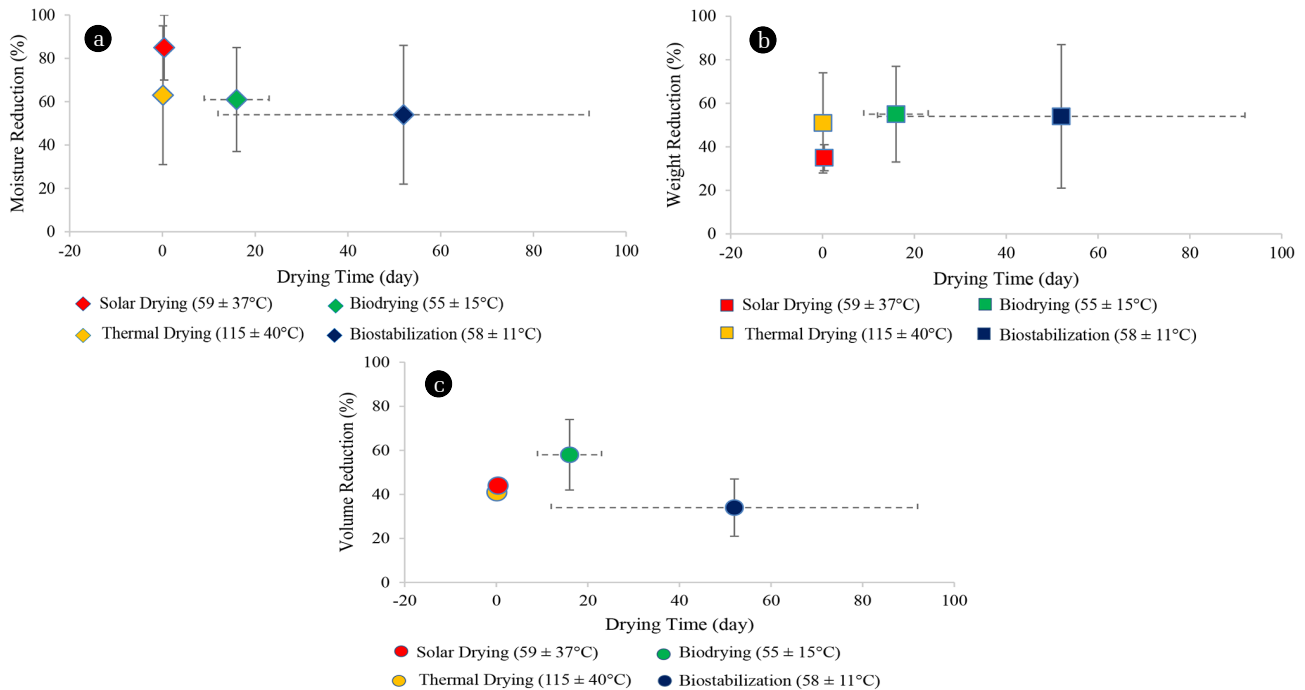 a
Moisture Reduction (%)
100
80
60
40
20
0
-20 0 20 40 60 80 100
Drying Time (day)
Solar Drying (59 ± 37°C) Biodrying (55 ± 15°C)
Thermal Drying (115 ± 40°C) Biostabilization (58 ± 11°C)
b
Weight Reduction (%)
100
80
60
40
20
0
-20 0 20 40 60 80 100
Drying Time (day)
Solar Drying (59 ± 37°C) Biodrying (55 ± 15°C)
Thermal Drying (115 ± 40°C) Biostabilization (58 ± 11°C)
c
Volume Reduction (%)
100
80
60
40
20
0
-20 0 20 40 60 80 100
Drying Time (day)
Solar Drying (59 ± 37°C) Biodrying (55 ± 15°C)
Thermal Drying (115 ± 40°C) Biostabilization (58 ± 11°C)